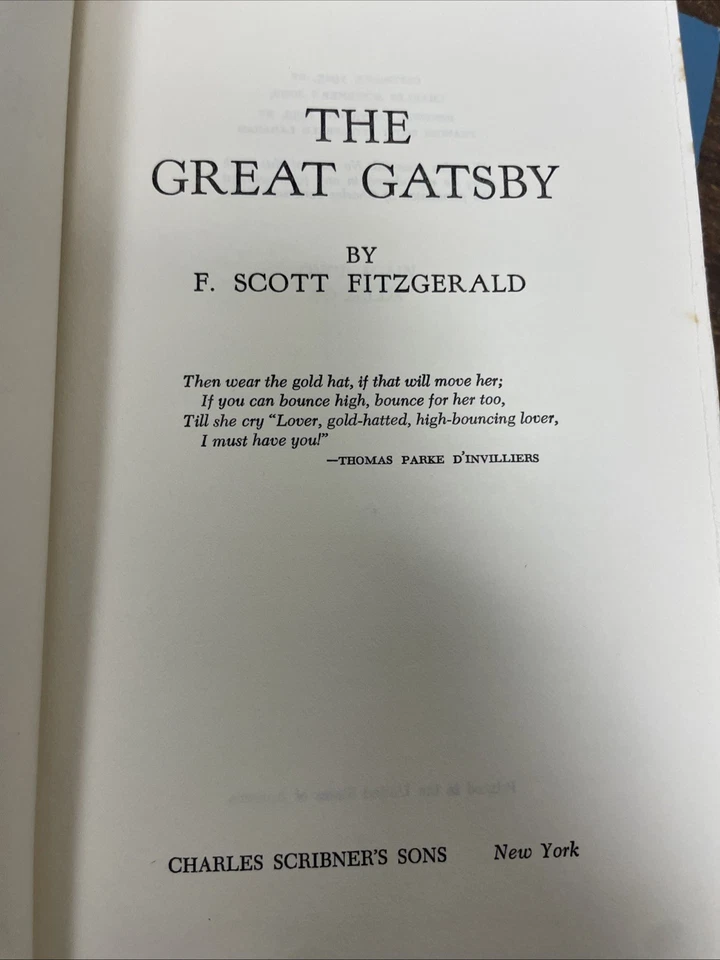 THE
GREAT GATSBY
BY
F. SCOTT FITZGERALD
Then wear the gold hat, if that will move her;
If you can bounce high, bounce for her too,
Till she cry “Lover, gold-hatted, high-bouncing lover,
I must have you!”
—THOMAS PARKE D'INVILLIERS
CHARLES SCRIBNER'S SONS New York